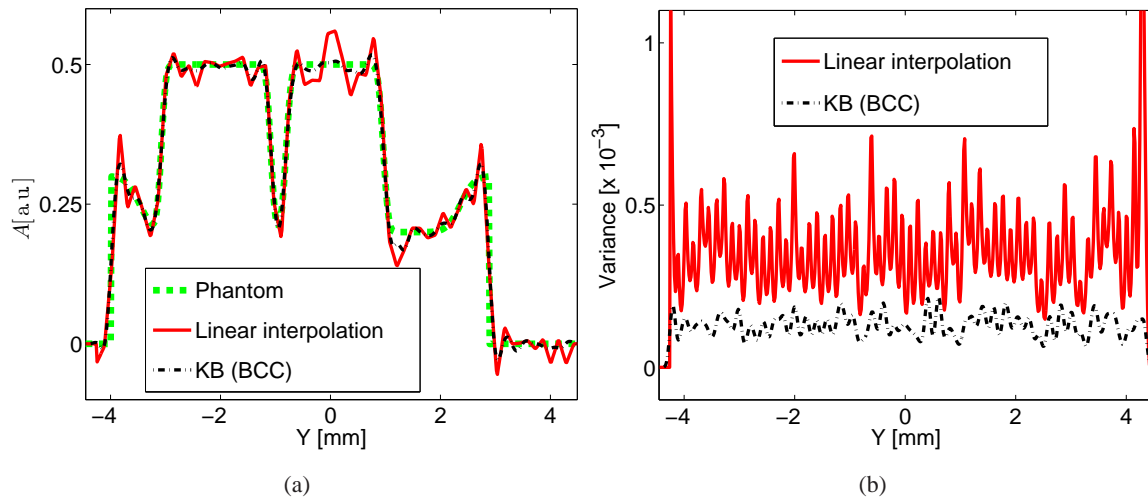 0.5
0.25
0
A[a.u]
Phantom
Linear interpolation
KB (BCC)
−4 −2 0 2 4
Y [mm]
(a)
1
0.5
0
Variance [x 10⁻³]
Linear interpolation
KB (BCC)
−4 −2 0 2 4
Y [mm]
(b)